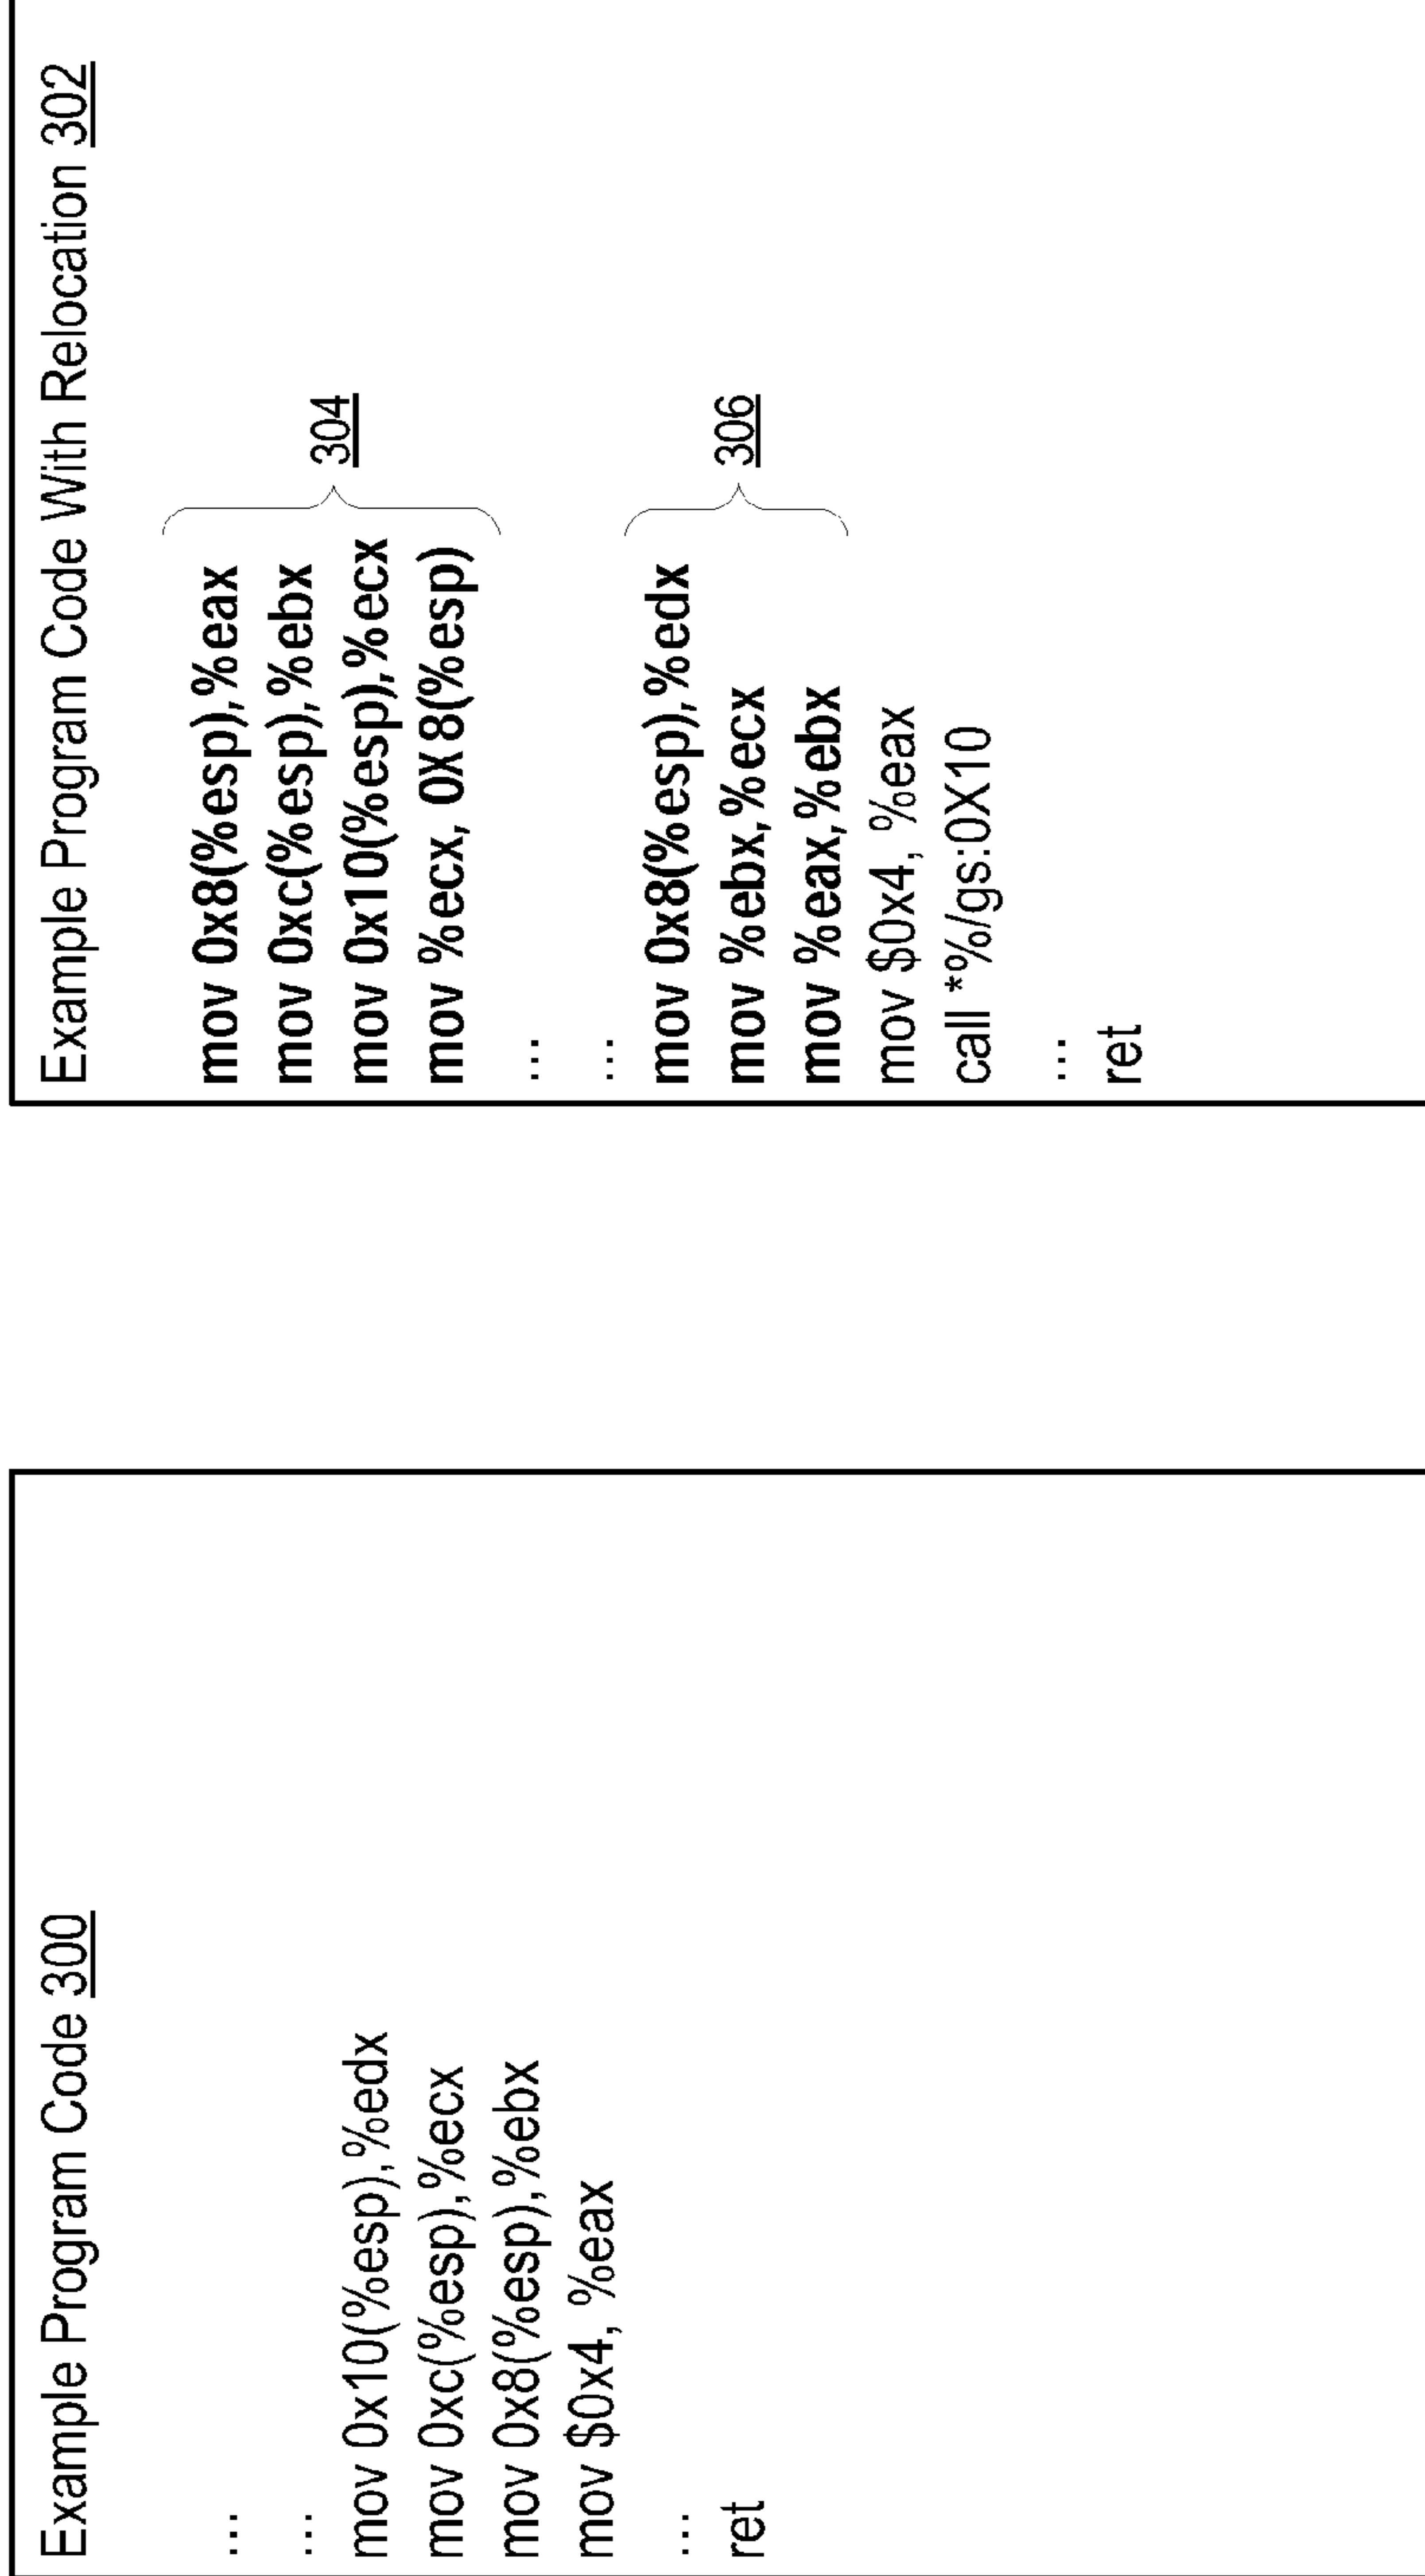 Example Program Code 300
...
...
mov 0x10(%esp),%edx
mov 0xc(%esp),%ecx
mov 0x8(%esp),%ebx
mov $0x4, %eax
...
ret
Example Program Code With Relocation 302
mov 0x8(%esp),%eax
mov 0xc(%esp),%ebx
mov 0x10(%esp),%ecx
mov %ecx, 0X8(%esp)
304
...
...
mov 0x8(%esp),%edx
mov %ebx,%ecx
mov %eax,%ebx
306
mov $0x4, %eax
call *%/gs:0X10
...
ret